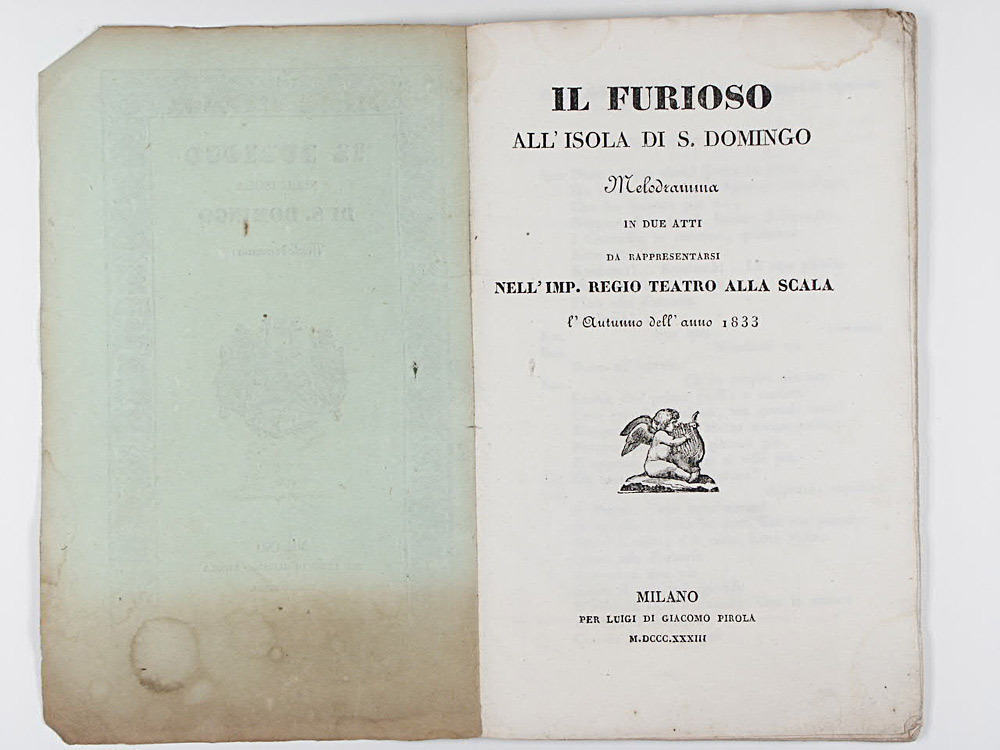 IL FURIOSO
ALL' ISOLA DI S. DOMINGO
Melodramma
IN DUE ATTI
DA RAPPRESENTARSI
NELL' IMP. REGIO TEATRO ALLA SCALA
l' Autunno dell' anno 1833
MILANO
PER LUIGI DI GIACOMO PIROLA
M.DCCC.XXXIII